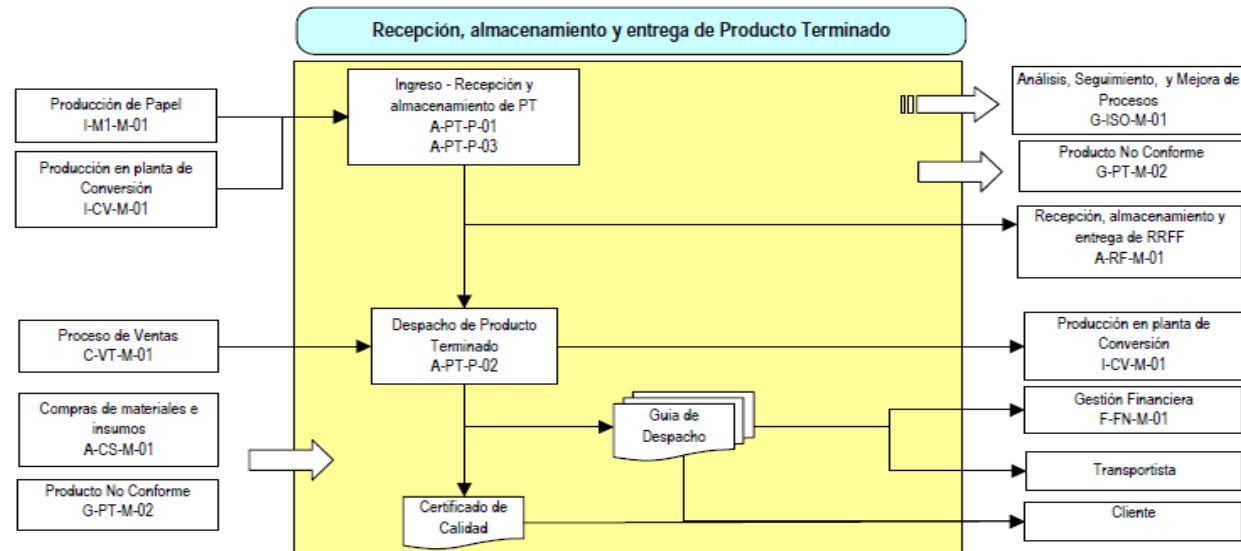 Recepción, almacenamiento y entrega de Producto Terminado
Producción de Papel
I-M1-M-01
Producción en planta de
Conversión
I-CV-M-01
Ingreso - Recepción y
almacenamiento de PT
A-PT-P-01
A-PT-P-03
Análisis, Seguimiento, y Mejora de
Procesos
G-ISO-M-01
Producto No Conforme
G-PT-M-02
Recepción, almacenamiento y
entrega de RRFF
A-RF-M-01
Proceso de Ventas
C-VT-M-01
Despacho de Producto
Terminado
A-PT-P-02
Producción en planta de
Conversión
I-CV-M-01
Compras de materiales e
insumos
A-CS-M-01
Guia de
Despacho
Gestión Financiera
F-FN-M-01
Transportista
Producto No Conforme
G-PT-M-02
Certificado de
Calidad
Cliente